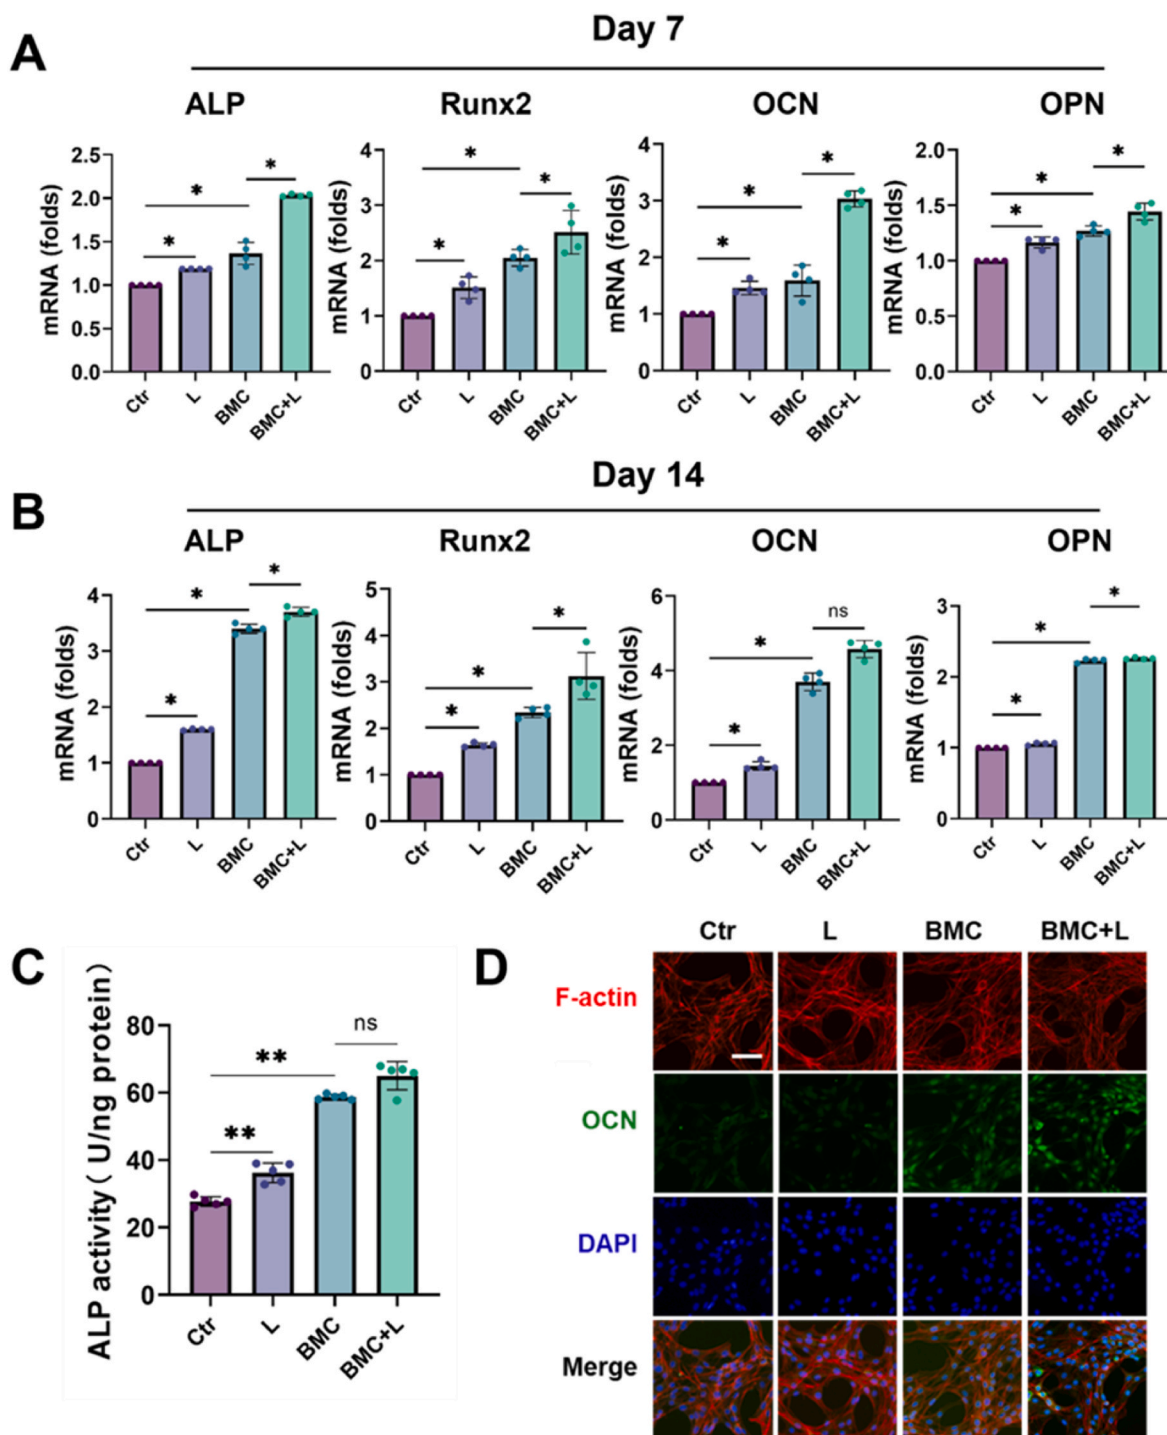 Day 7
A
ALP Runx2 OCN OPN
mRNA (folds)
2.5
2.0
1.5
1.0
0.5
0.0
* * *
Ctr L BMC BMC+L
mRNA (folds)
4
3
2
1
0
* * *
Ctr L BMC BMC+L
mRNA (folds)
4
3
2
1
0
* * *
Ctr L BMC BMC+L
mRNA (folds)
2.0
1.5
1.0
0.5
0.0
* * *
Ctr L BMC BMC+L
Day 14
B
ALP Runx2 OCN OPN
mRNA (folds)
4
3
2
1
0
* * *
Ctr L BMC BMC+L
mRNA (folds)
5
4
3
2
1
0
* * *
Ctr L BMC BMC+L
mRNA (folds)
6
4
2
0
* * ns
Ctr L BMC BMC+L
mRNA (folds)
3
2
1
0
* * *
Ctr L BMC BMC+L
C
ALP activity ( U/ng protein)
80
60
40
20
0
** ** ns
Ctr L BMC BMC+L
D
Ctr L BMC BMC+L
F-actin
OCN
DAPI
Merge